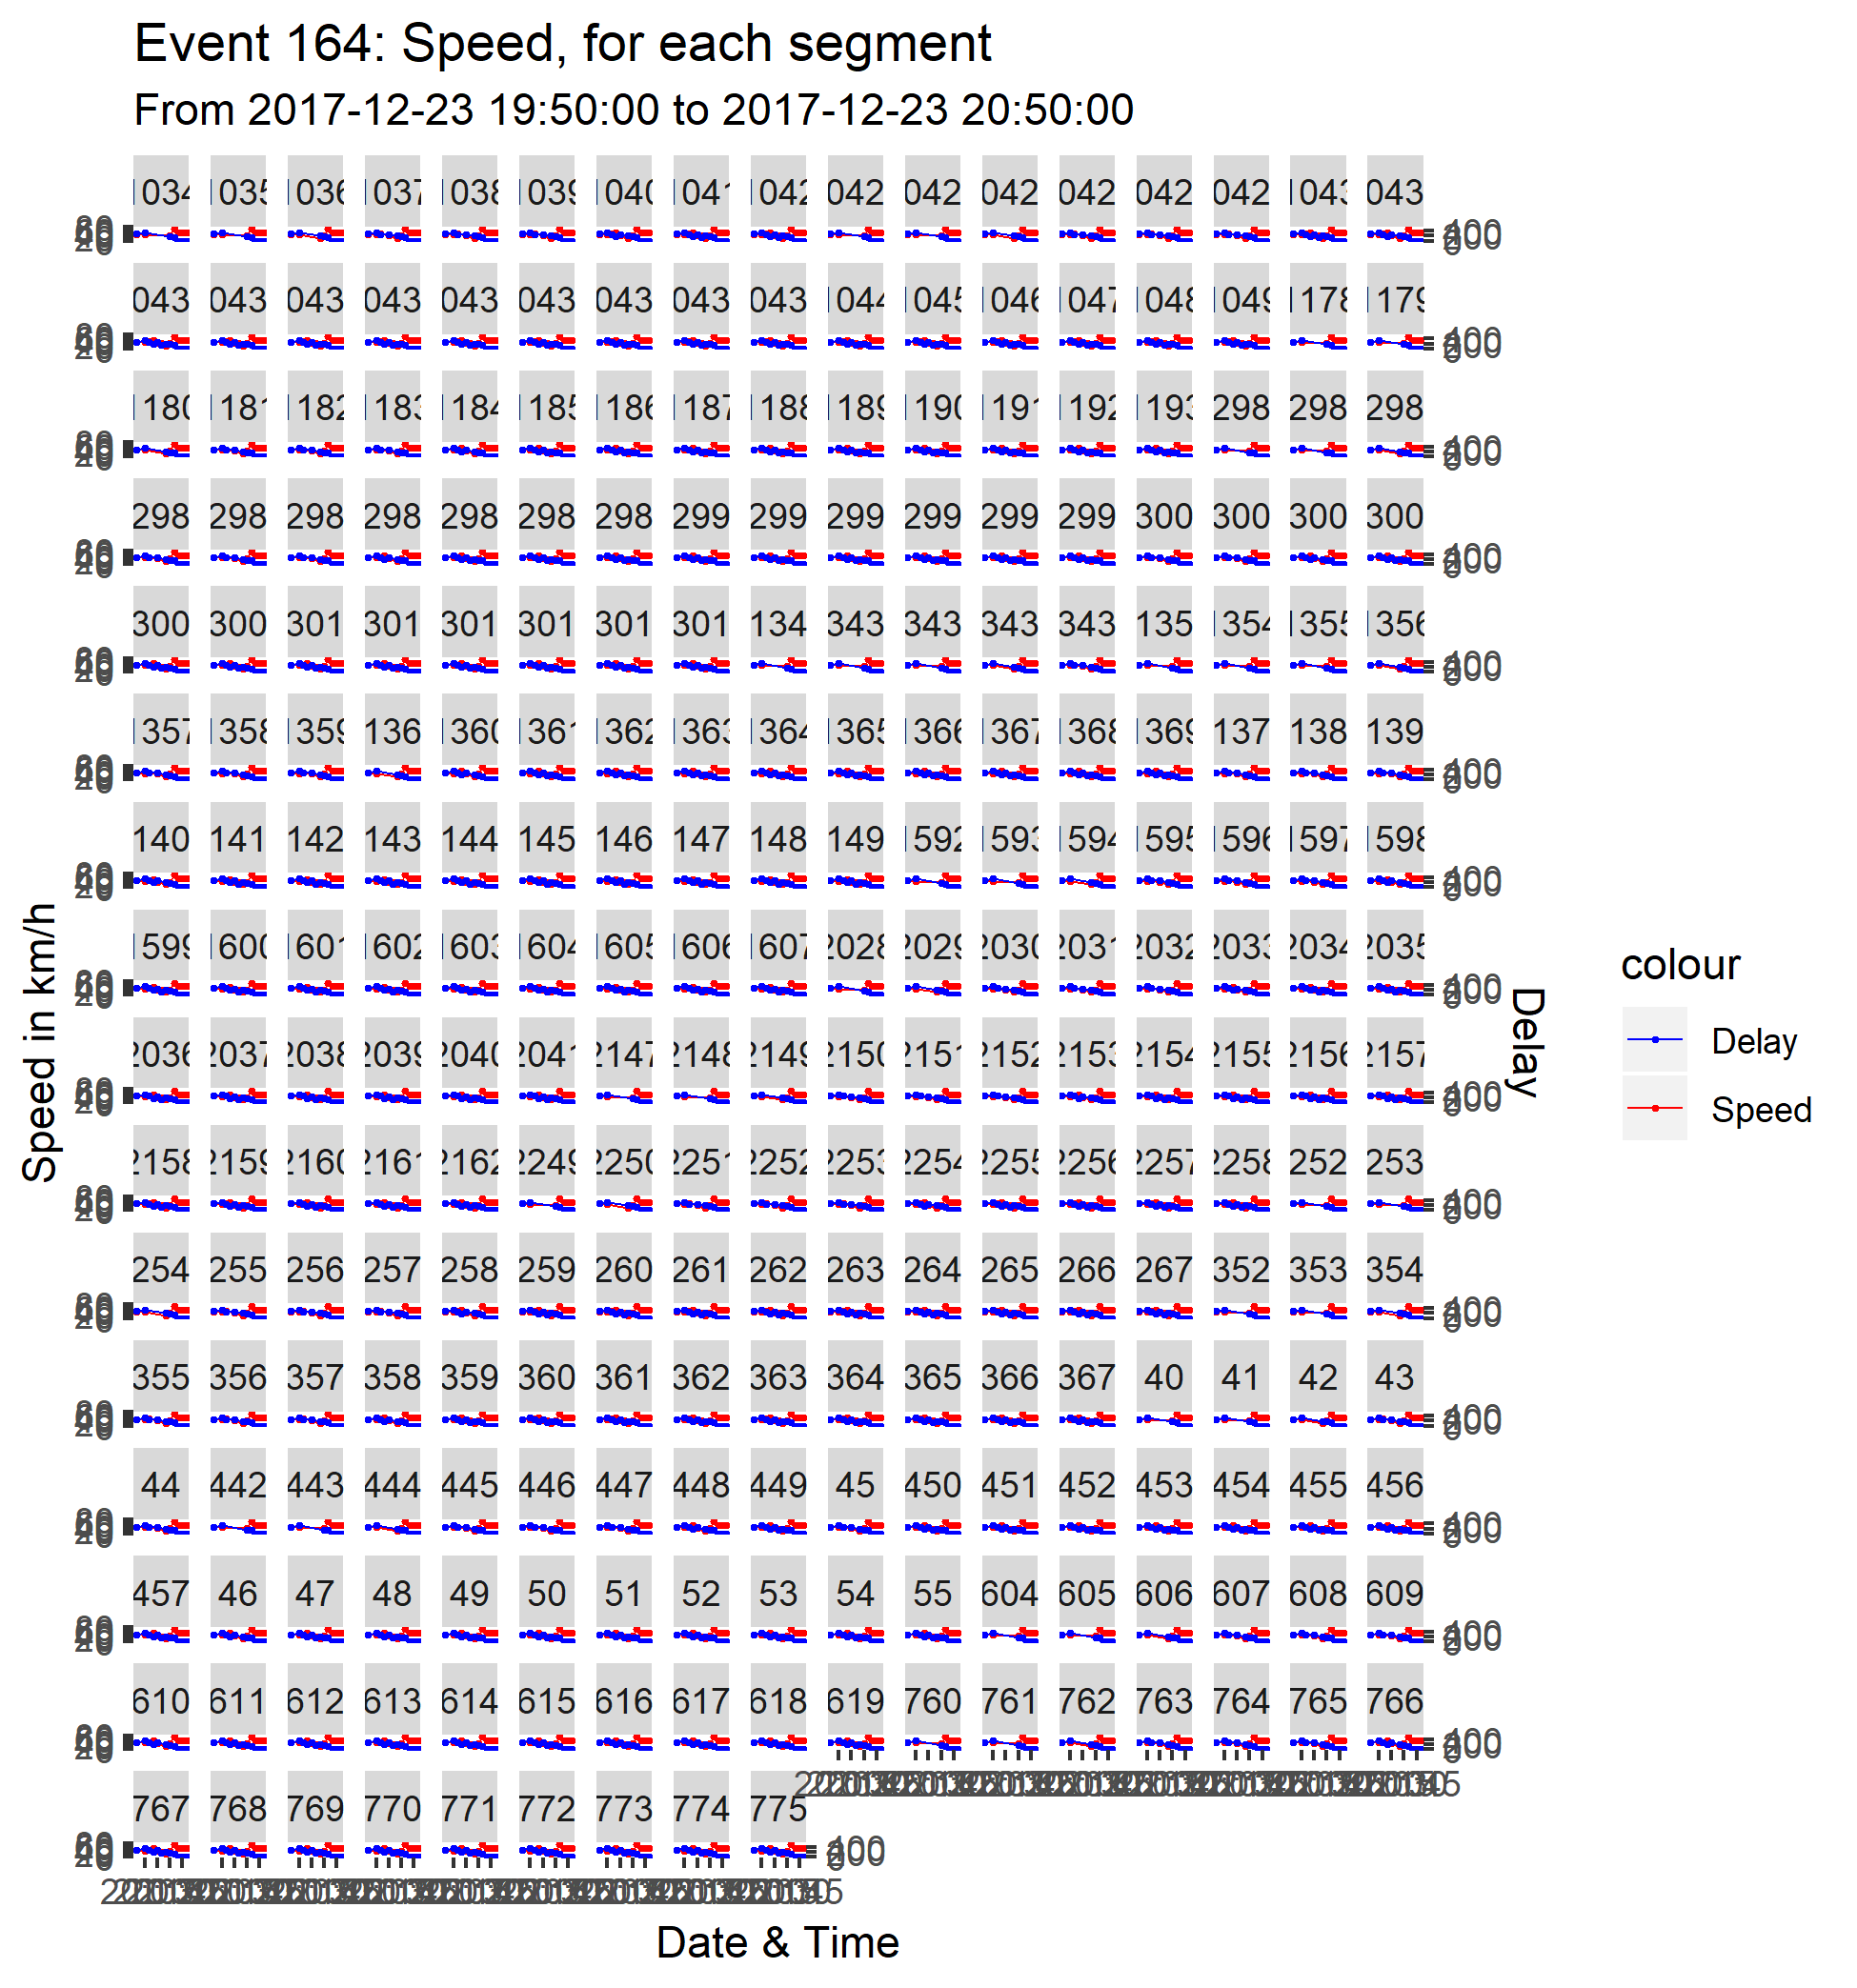 Event 164: Speed, for each segment
From 2017-12-23 19:50:00 to 2017-12-23 20:50:00
1034 1035 1036 1037 1038 1039 1040 1041 1042 042 042 042 042 042 042 1043 043
043 043 043 043 043 043 043 043 043 1044 1045 1046 1047 1048 1049 1178 1179
1180 1181 1182 1183 1184 1185 1186 1187 1188 1189 1190 1191 1192 1193 298 298 298
298 298 298 298 298 298 298 299 299 299 299 299 299 300 300 300 300
300 300 301 301 301 301 301 301 134 343 343 343 343 135 1354 1355 1356
1357 1358 1359 136 1360 1361 1362 1363 1364 1365 1366 1367 1368 1369 137 138 139
140 141 142 143 144 145 146 147 148 149 1592 1593 1594 1595 1596 1597 1598
1599 1600 1601 1602 1603 1604 1605 1606 1607 2028 2029 2030 2031 2032 2033 2034 2035
2036 2037 2038 2039 2040 2041 2147 2148 2149 2150 2151 2152 2153 2154 2155 2156 2157
2158 2159 2160 2161 2162 2249 2250 2251 2252 2253 2254 2255 2256 2257 2258 252 253
254 255 256 257 258 259 260 261 262 263 264 265 266 267 352 353 354
355 356 357 358 359 360 361 362 363 364 365 366 367 40 41 42 43
44 442 443 444 445 446 447 448 449 45 450 451 452 453 454 455 456
457 46 47 48 49 50 51 52 53 54 55 604 605 606 607 608 609
610 611 612 613 614 615 616 617 618 619 760 761 762 763 764 765 766
767 768 769 770 771 772 773 774 775
Speed in km/h
Delay
Date & Time
colour
Delay
Speed